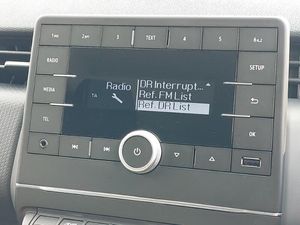 1
2
3
TEXT
4
5
6
RADIO
SETUP
MEDIA
TEL
OK
Radio
TA
DR Interrupt...
Ref. FM List
Ref. DR List